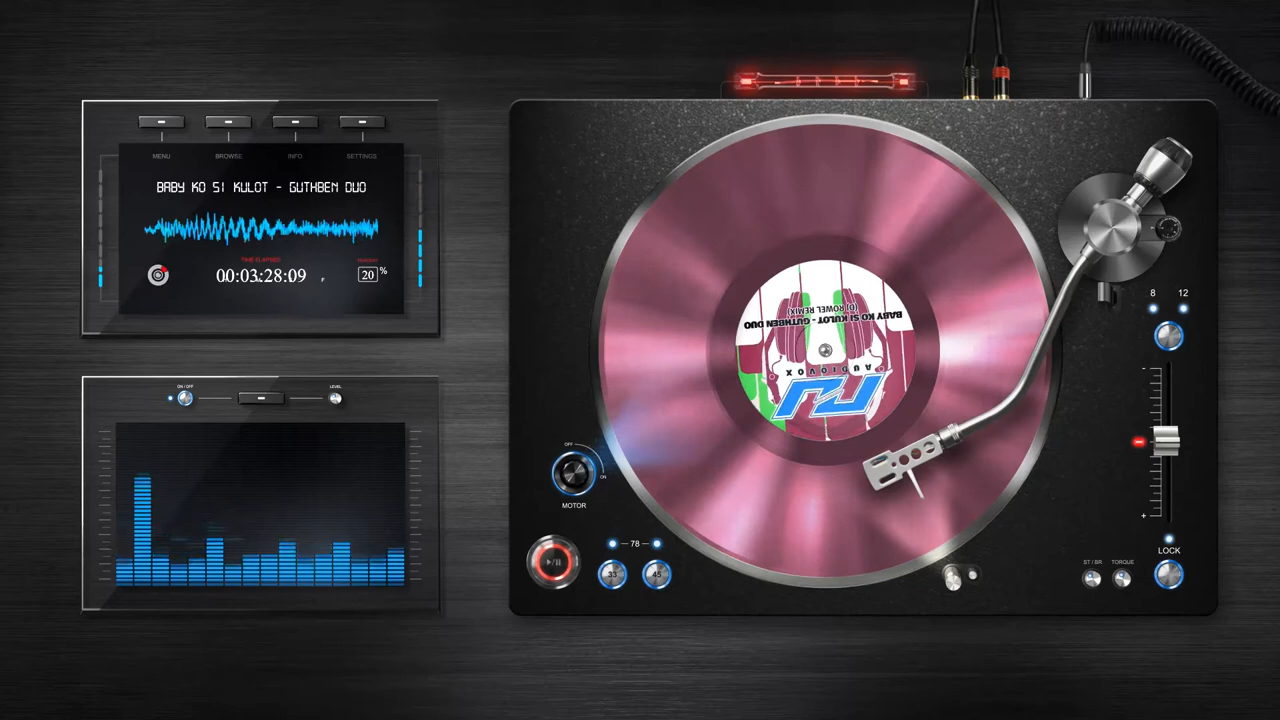 MENU BROWSE INFO SETTINGS
BABY KO SI KULOT - GUTHBEN DUO
TIME ELAPSED
00:03:28:09 F
20 %
ON / OFF
LEVEL
BABY KO SI KULOT - GUTHBEN DUO
(DJ ROWEL REMIX)
AUDIOVOX
OFF
ON
MOTOR
78
33 45
8 12
-
+
LOCK
ST / BR TORQUE